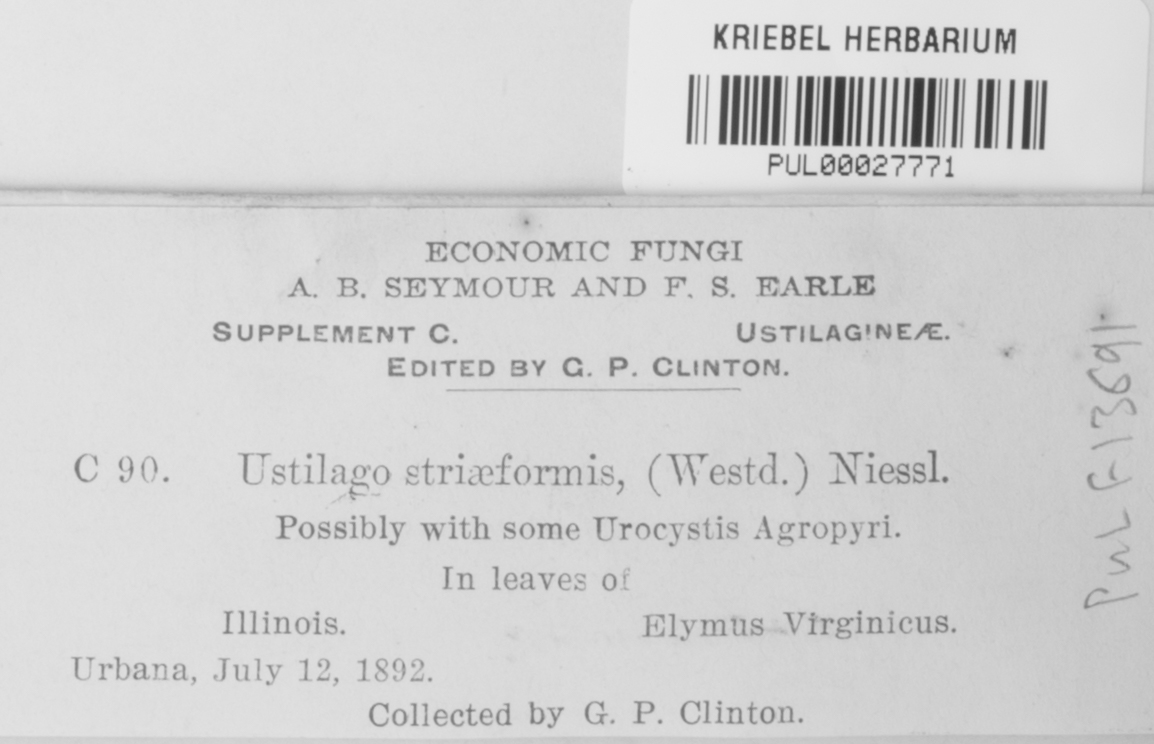 KRIEBEL HERBARIUM
PUL00027771
ECONOMIC FUNGI
A. B. SEYMOUR AND F. S. EARLE
SUPPLEMENT C. USTILAGINEÆ.
EDITED BY G. P. CLINTON.
C 90. Ustilago striæformis, (Westd.) Niessl.
Possibly with some Urocystis Agropyri.
In leaves of
Illinois. Elymus Virginicus.
Urbana, July 12, 1892.
Collected by G. P. Clinton.
PUL F13691